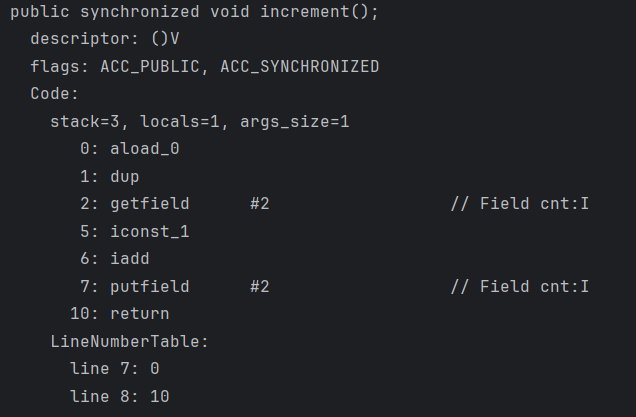 public synchronized void increment();
descriptor: ()V
flags: ACC_PUBLIC, ACC_SYNCHRONIZED
Code:
stack=3, locals=1, args_size=1
0: aload_0
1: dup
2: getfield      #2                  // Field cnt:I
5: iconst_1
6: iadd
7: putfield      #2                  // Field cnt:I
10: return
LineNumberTable:
line 7: 0
line 8: 10